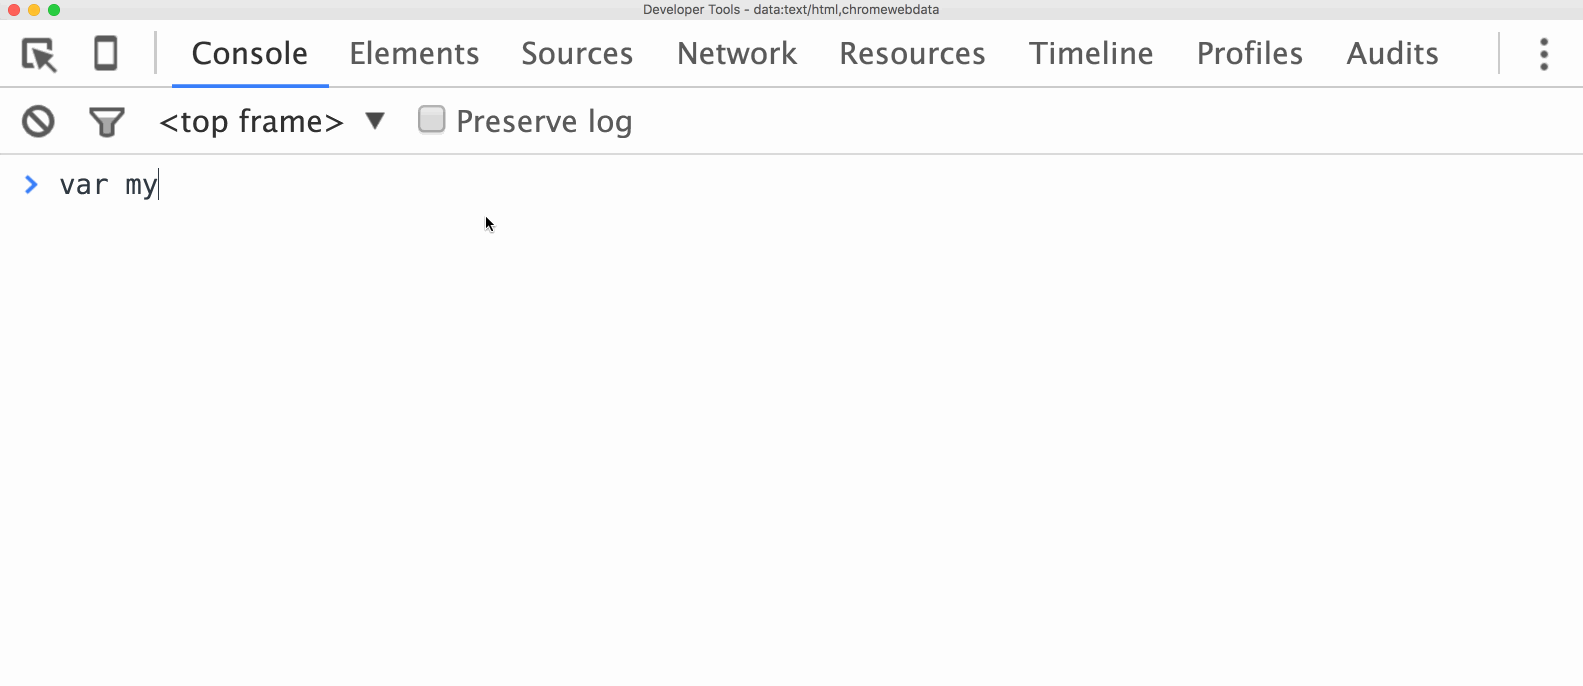 Developer Tools - data:text/html,chromewebdata
Console Elements Sources Network Resources Timeline Profiles Audits
<top frame> ▼ Preserve log
> var my